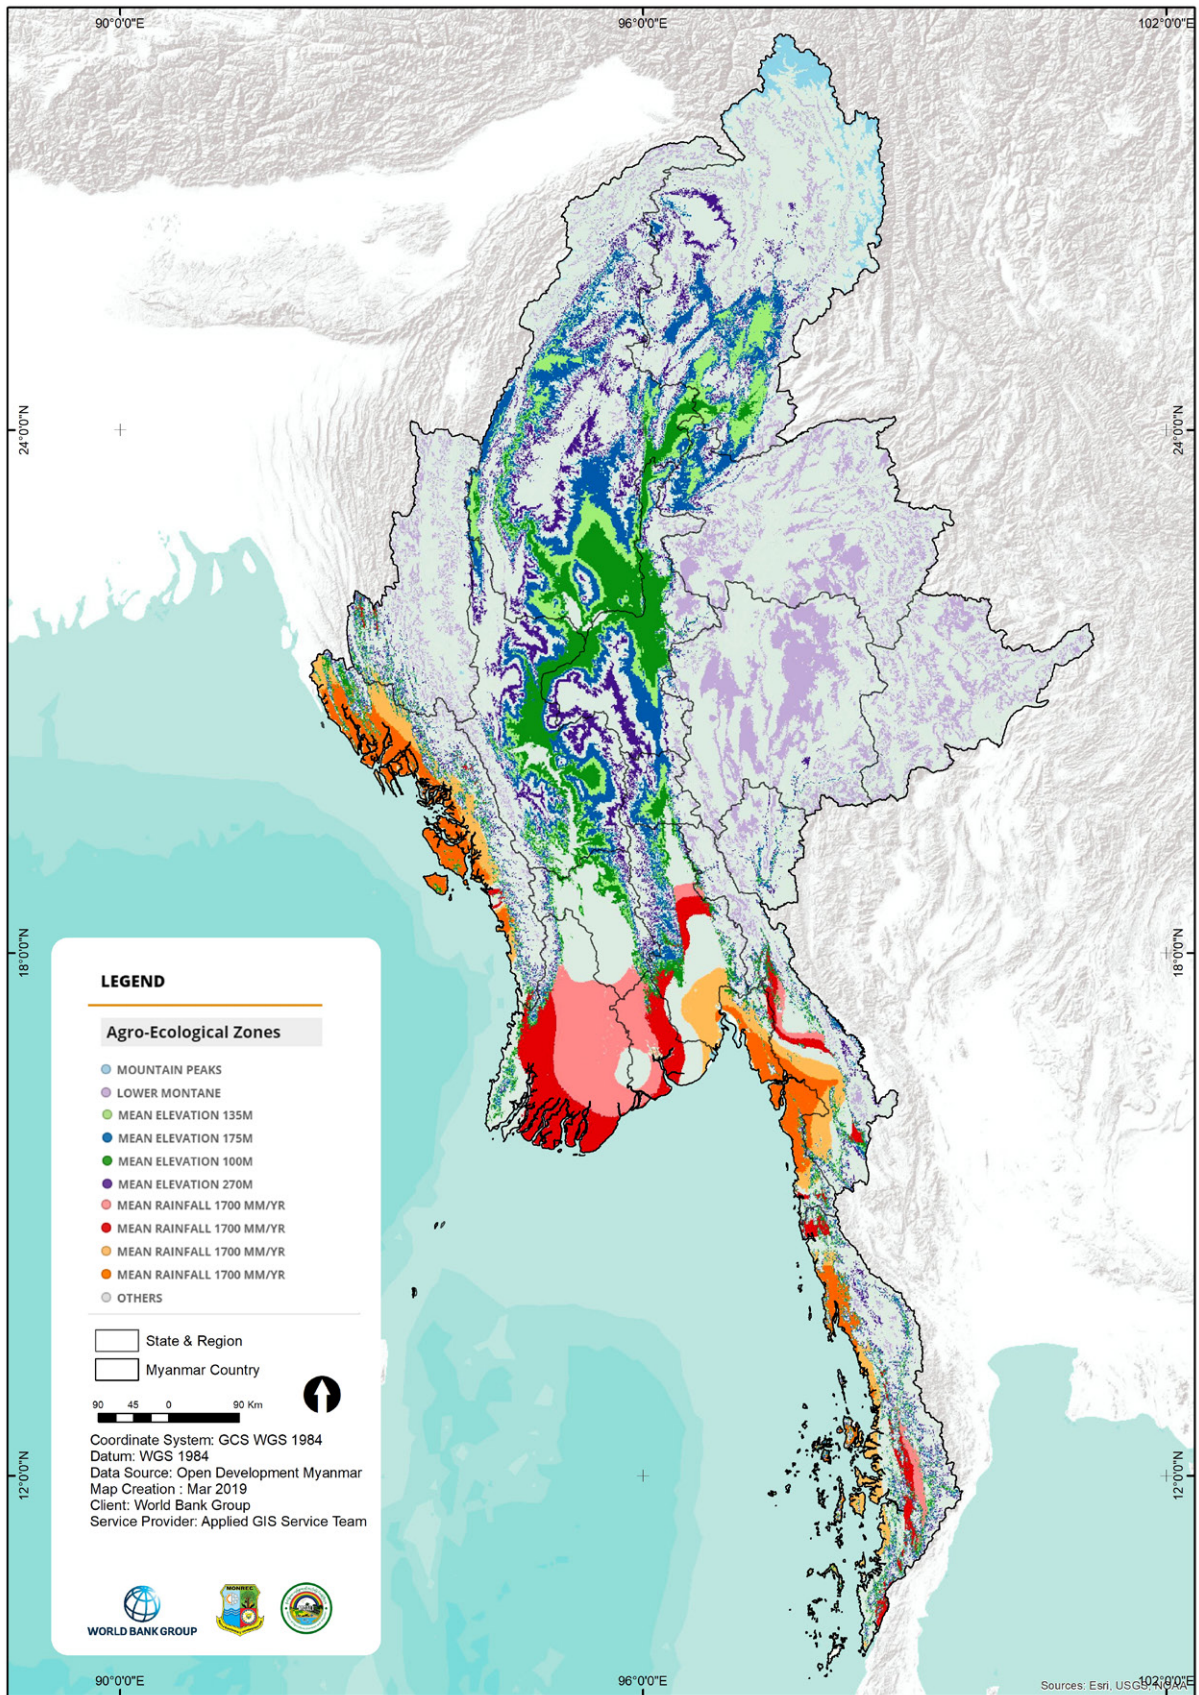 90°0'0"E
96°0'0"E
102°0'0"E
24°0'0"N
24°0'0"N
18°0'0"N
18°0'0"N
12°0'0"N
12°0'0"N
LEGEND
Agro-Ecological Zones
MOUNTAIN PEAKS
LOWER MONTANE
MEAN ELEVATION 135M
MEAN ELEVATION 175M
MEAN ELEVATION 100M
MEAN ELEVATION 270M
MEAN RAINFALL 1700 MM/YR
MEAN RAINFALL 1700 MM/YR
MEAN RAINFALL 1700 MM/YR
MEAN RAINFALL 1700 MM/YR
OTHERS
State & Region
Myanmar Country
90 45 0 90 Km
Coordinate System: GCS WGS 1984
Datum: WGS 1984
Data Source: Open Development Myanmar
Map Creation : Mar 2019
Client: World Bank Group
Service Provider: Applied GIS Service Team
MONREC
WORLD BANK GROUP
Sources: Esri, USGS, NOAA
90°0'0"E
96°0'0"E
102°0'0"E